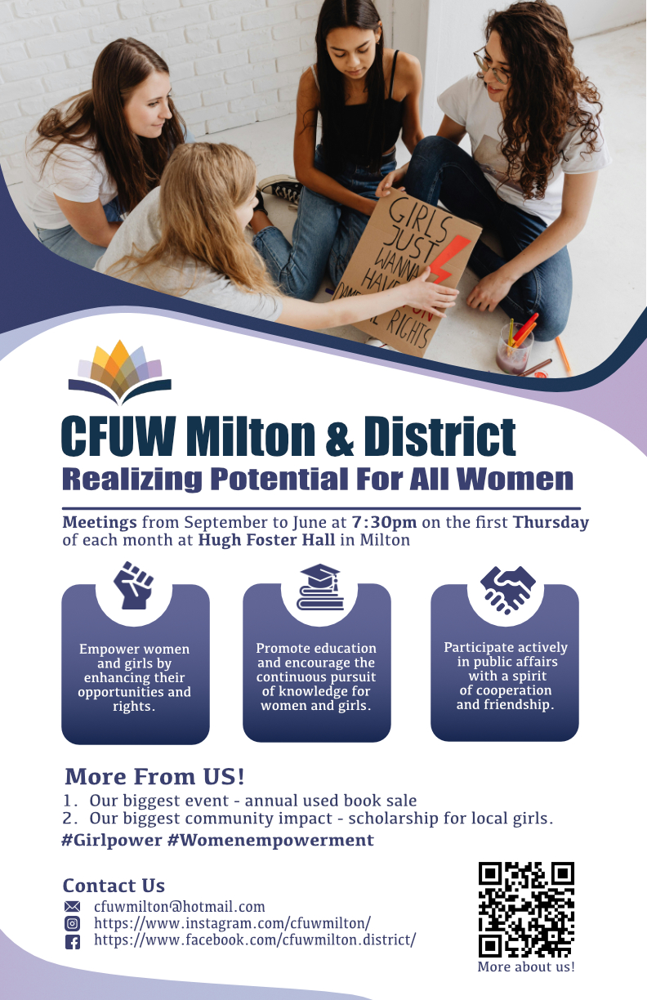 GIRLS
JUST
WANNA
HAVE
RIGHTS
CFUW Milton & District
Realizing Potential For All Women
Meetings from September to June at 7:30pm on the first Thursday
of each month at Hugh Foster Hall in Milton
Empower women
and girls by
enhancing their
opportunities and
rights.
Promote education
and encourage the
continuous pursuit
of knowledge for
women and girls.
Participate actively
in public affairs
with a spirit
of cooperation
and friendship.
More From US!
1. Our biggest event - annual used book sale
2. Our biggest community impact - scholarship for local girls.
#Girlpower #Womenempowerment
Contact Us
cfuwmilton@hotmail.com
https://www.instagram.com/cfuwmilton/
https://www.facebook.com/cfuwmilton.district/
More about us!